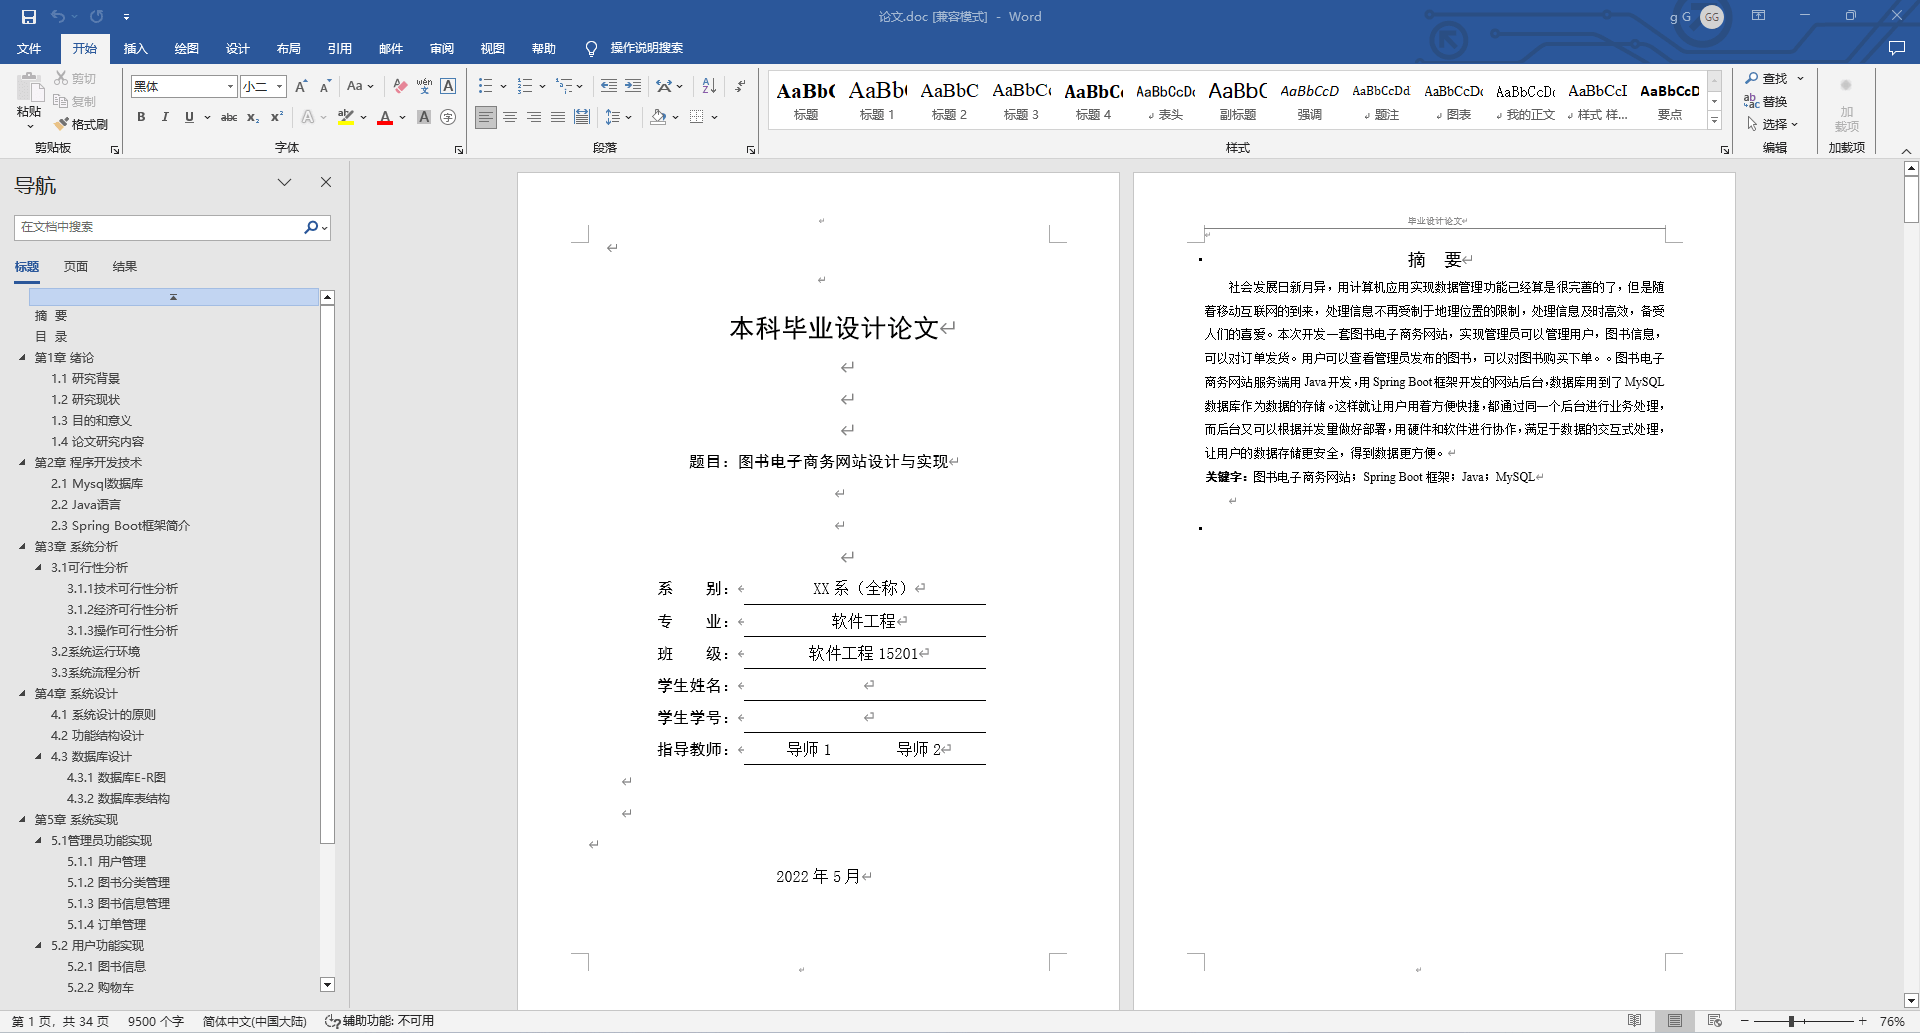 论文.doc [兼容模式] - Word
g G
GG
文件 开始 插入 绘图 设计 布局 引用 邮件 审阅 视图 帮助 操作说明搜索
粘贴
剪切
复制
格式刷
剪贴板
黑体 小二
Aa
wén
文
A
B I U abc x₂ x² A ab A A 字
字体
段落
AaBbC
标题
AaBb
标题 1
AaBbC
标题 2
AaBbC
标题 3
AaBbC
标题 4
AaBbCcDc
表头
AaBbC
副标题
AaBbCcD
强调
AaBbCcDd
题注
AaBbCcDc
图表
AaBbCcDc
我的正文
AaBbCcI
样式 样...
AaBbCcD
要点
样式
查找
替换
选择
编辑
加
载项
加载项
导航
在文档中搜索
标题 页面 结果
摘 要
目 录
第1章 绪论
1.1 研究背景
1.2 研究现状
1.3 目的和意义
1.4 论文研究内容
第2章 程序开发技术
2.1 Mysql数据库
2.2 Java语言
2.3 Spring Boot框架简介
第3章 系统分析
3.1可行性分析
3.1.1技术可行性分析
3.1.2经济可行性分析
3.1.3操作可行性分析
3.2系统运行环境
3.3系统流程分析
第4章 系统设计
4.1 系统设计的原则
4.2 功能结构设计
4.3 数据库设计
4.3.1 数据库E-R图
4.3.2 数据库表结构
第5章 系统实现
5.1管理员功能实现
5.1.1 用户管理
5.1.2 图书分类管理
5.1.3 图书信息管理
5.1.4 订单管理
5.2 用户功能实现
5.2.1 图书信息
5.2.2 购物车
本科毕业设计论文
题目：图书电子商务网站设计与实现
系 别： XX 系（全称）
专 业： 软件工程
班 级： 软件工程 15201
学生姓名：
学生学号：
指导教师： 导师 1 导师 2
2022 年 5 月
毕业设计论文
摘 要
社会发展日新月异，用计算机应用实现数据管理功能已经算是很完善的了，但是随
着移动互联网的到来，处理信息不再受制于地理位置的限制，处理信息及时高效，备受
人们的喜爱。本次开发一套图书电子商务网站，实现管理员可以管理用户，图书信息，
可以对订单发货。用户可以查看管理员发布的图书，可以对图书购买下单。。图书电子
商务网站服务端用 Java 开发，用 Spring Boot 框架开发的网站后台，数据库用到了 MySQL
数据库作为数据的存储。这样就让用户用着方便快捷，都通过同一个后台进行业务处理，
而后台又可以根据并发量做好部署，用硬件和软件进行协作，满足于数据的交互式处理，
让用户的数据存储更安全，得到数据更方便。
关键字：图书电子商务网站；Spring Boot 框架；Java；MySQL
第 1 页，共 34 页 9500 个字 简体中文(中国大陆) 辅助功能: 不可用
76%